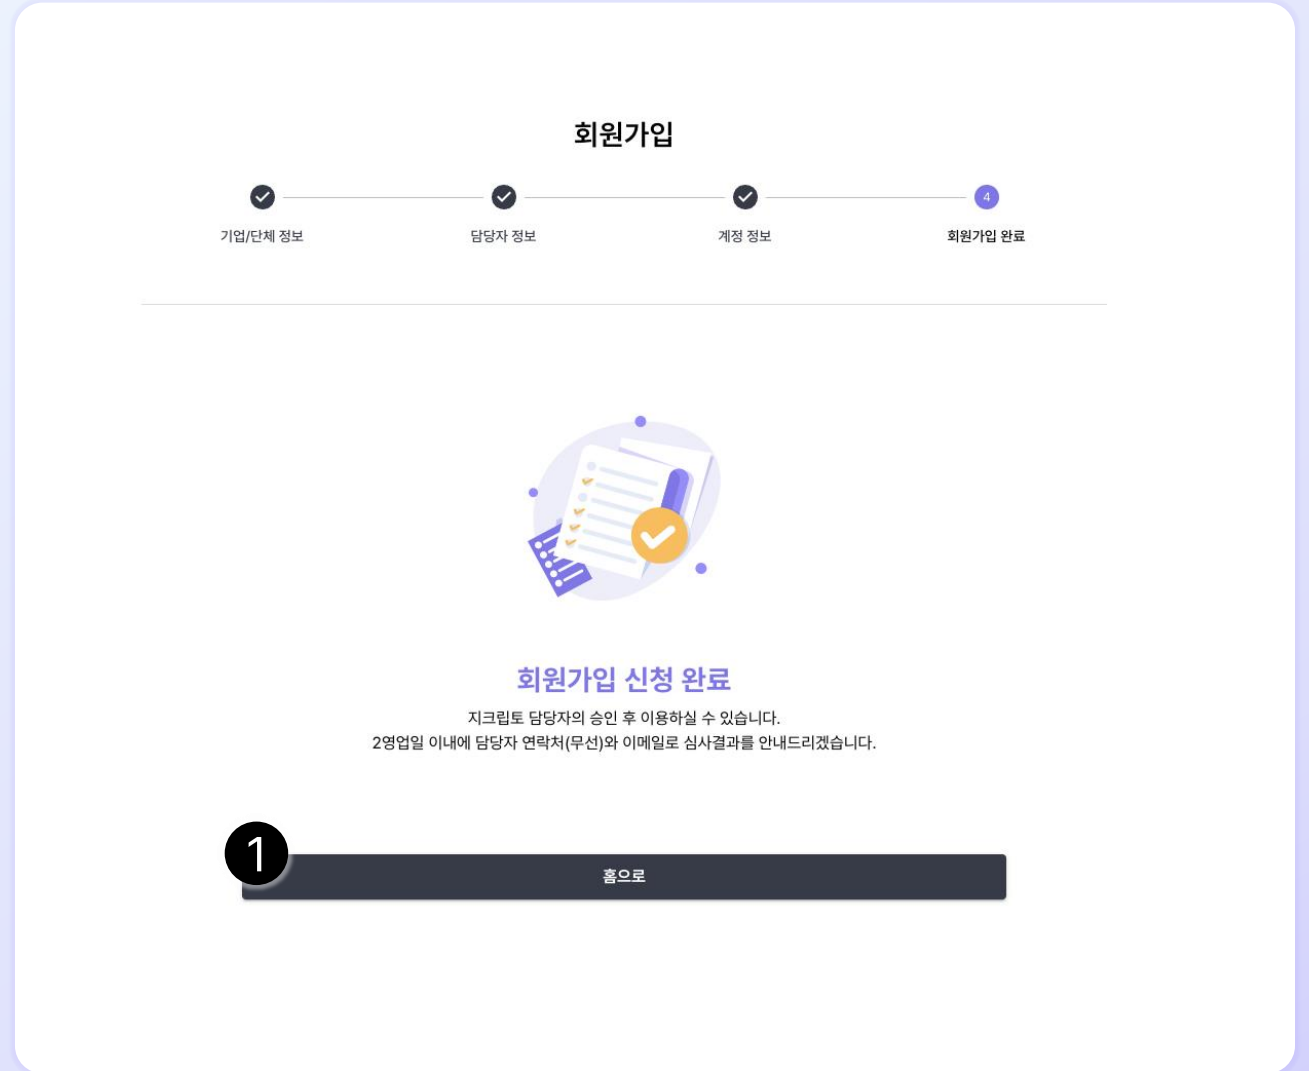 회원가입
4
기업/단체 정보
담당자 정보
계정 정보
회원가입 완료
회원가입 신청 완료
지크립토 담당자의 승인 후 이용하실 수 있습니다.
2영업일 이내에 담당자 연락처(무선)와 이메일로 심사결과를 안내드리겠습니다.
1
홈으로